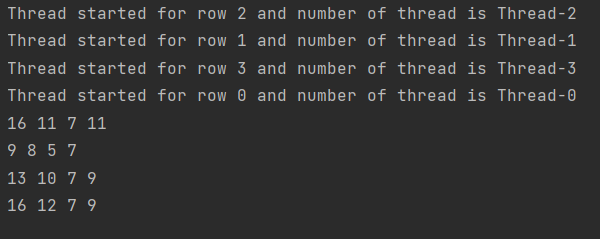 Thread started for row 2 and number of thread is Thread-2
Thread started for row 1 and number of thread is Thread-1
Thread started for row 3 and number of thread is Thread-3
Thread started for row 0 and number of thread is Thread-0
16 11 7 11
9 8 5 7
13 10 7 9
16 12 7 9